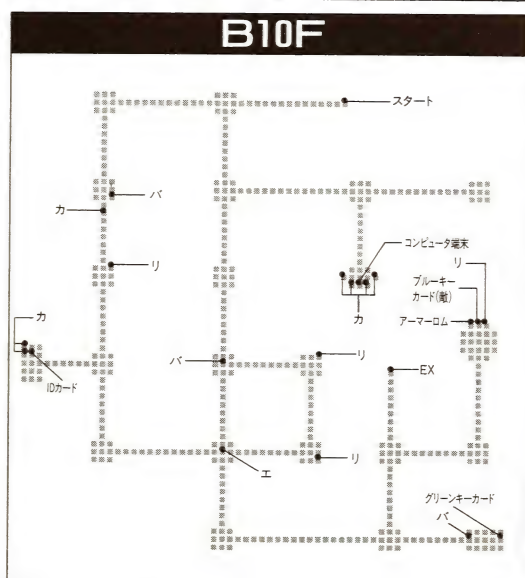 B10F
スタート
バ
カ
リ
コンピュータ端末
カ
リ
ブルーキー
カード(敵)
アーマーロム
カ
IDカード
バ
リ
EX
リ
エ
グリーンキーカード
バ